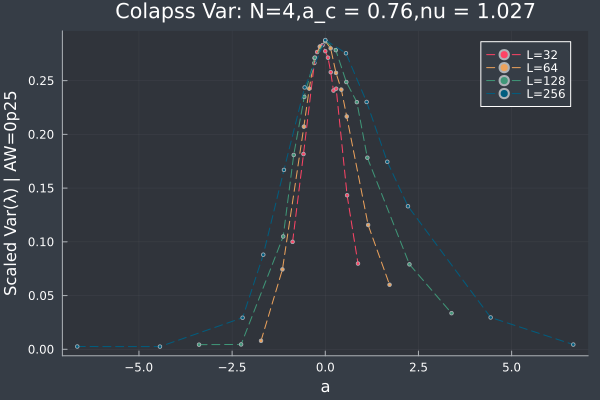 Colapss Var: N=4,a_c = 0.76,nu = 1.027
Scaled Var(λ) | AW=0p25
0.25
0.20
0.15
0.10
0.05
0.00
L=32
L=64
L=128
L=256
−5.0 −2.5 0.0 2.5 5.0
a